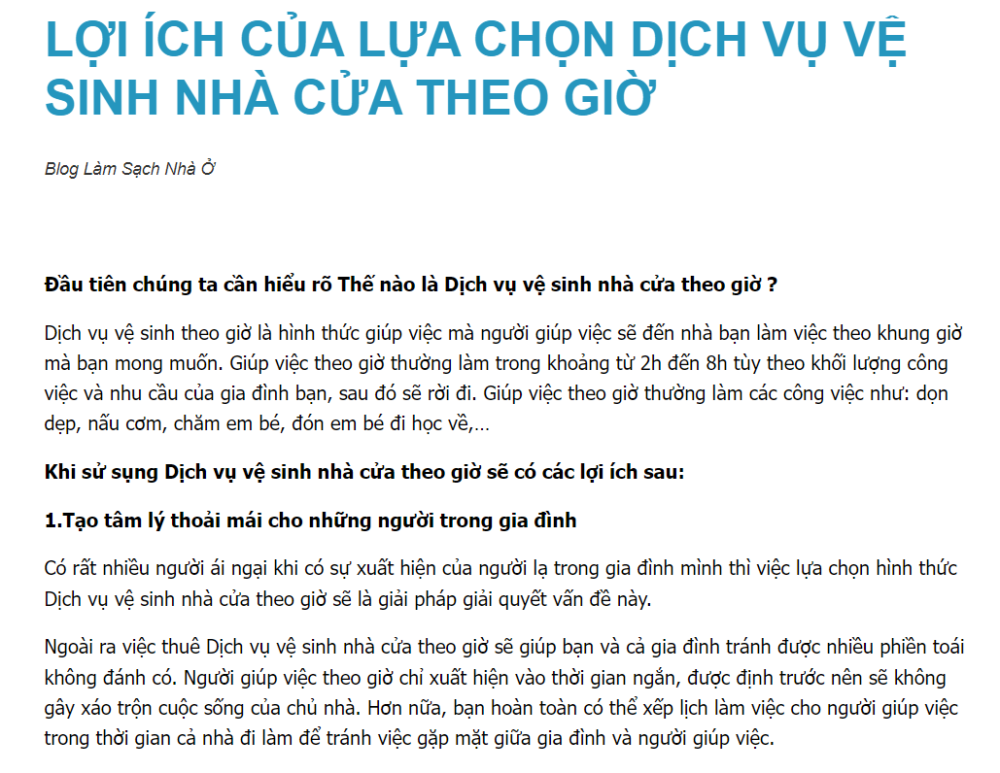 LỢI ÍCH CỦA LỰA CHỌN DỊCH VỤ VỆ
SINH NHÀ CỬA THEO GIỜ
Blog Làm Sạch Nhà Ở
Đầu tiên chúng ta cần hiểu rõ Thế nào là Dịch vụ vệ sinh nhà cửa theo giờ ?
Dịch vụ vệ sinh theo giờ là hình thức giúp việc mà người giúp việc sẽ đến nhà bạn làm việc theo khung giờ
mà bạn mong muốn. Giúp việc theo giờ thường làm trong khoảng từ 2h đến 8h tùy theo khối lượng công
việc và nhu cầu của gia đình bạn, sau đó sẽ rời đi. Giúp việc theo giờ thường làm các công việc như: dọn
dẹp, nấu cơm, chăm em bé, đón em bé đi học về,…
Khi sử sụng Dịch vụ vệ sinh nhà cửa theo giờ sẽ có các lợi ích sau:
1.Tạo tâm lý thoải mái cho những người trong gia đình
Có rất nhiều người ái ngại khi có sự xuất hiện của người lạ trong gia đình mình thì việc lựa chọn hình thức
Dịch vụ vệ sinh nhà cửa theo giờ sẽ là giải pháp giải quyết vấn đề này.
Ngoài ra việc thuê Dịch vụ vệ sinh nhà cửa theo giờ sẽ giúp bạn và cả gia đình tránh được nhiều phiền toái
không đánh có. Người giúp việc theo giờ chỉ xuất hiện vào thời gian ngắn, được định trước nên sẽ không
gây xáo trộn cuộc sống của chủ nhà. Hơn nữa, bạn hoàn toàn có thể xếp lịch làm việc cho người giúp việc
trong thời gian cả nhà đi làm để tránh việc gặp mặt giữa gia đình và người giúp việc.